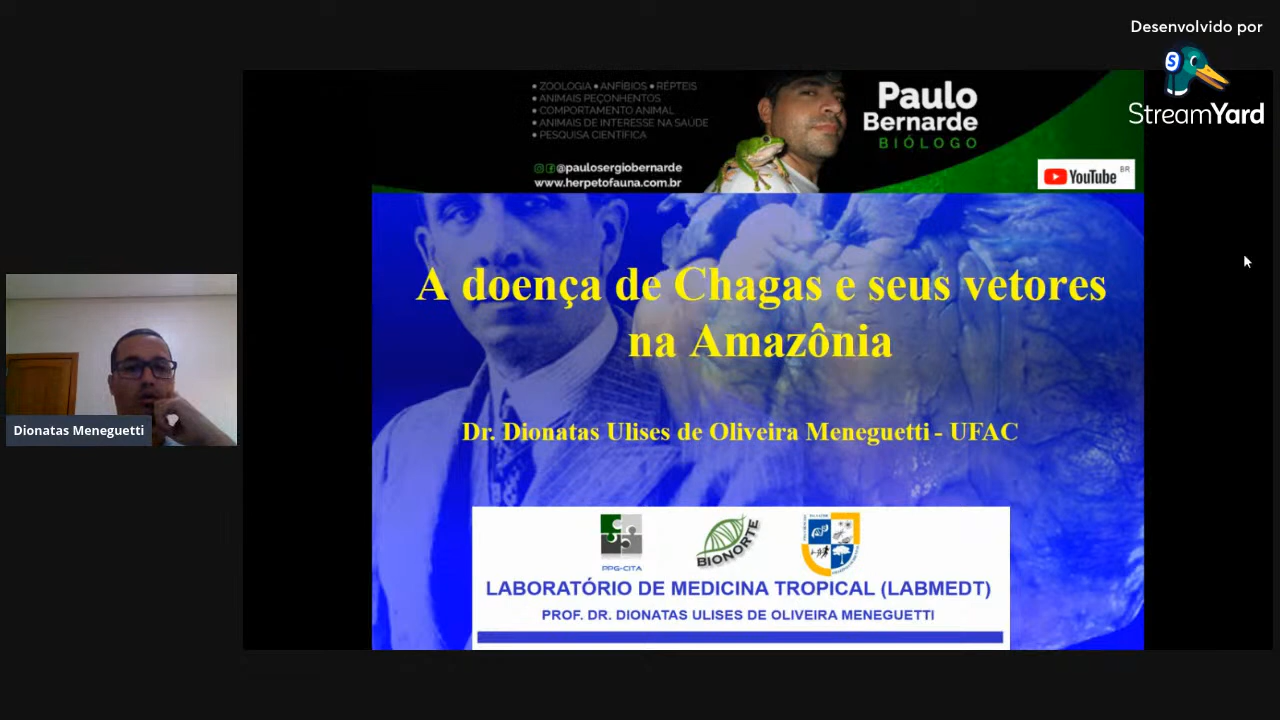 Desenvolvido por
StreamYard
• ZOOLOGIA • ANFÍBIOS • RÉPTEIS
• ANIMAIS PEÇONHENTOS
• COMPORTAMENTO ANIMAL
• ANIMAIS DE INTERESSE NA SAÚDE
• PESQUISA CIENTÍFICA
@paulosergiobernarde
www.herpetofauna.com.br
Paulo
Bernarde
BIÓLOGO
YouTube BR
A doença de Chagas e seus vetores
na Amazônia
Dr. Dionatas Ulises de Oliveira Meneguetti - UFAC
Dionatas Meneguetti
PPG-CITA
BIONORTE
LABORATÓRIO DE MEDICINA TROPICAL (LABMEDT)
PROF. DR. DIONATAS ULISES DE OLIVEIRA MENEGUETTI